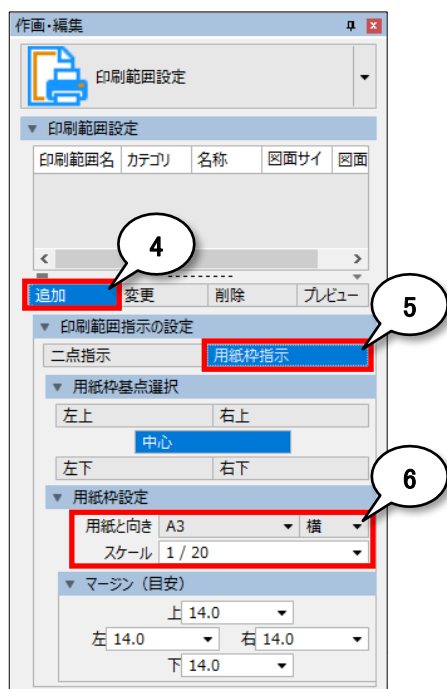 作画・編集
印刷範囲設定
印刷範囲設定
印刷範囲名 カテゴリ 名称 図面サイ 図面
4
追加 変更 削除 プレビュー
5
印刷範囲指示の設定
二点指示 用紙枠指示
用紙枠基点選択
左上 右上
中心
左下 右下
6
用紙枠設定
用紙と向き A3 横
スケール 1 / 20
マージン（目安）
上 14.0
左 14.0 右 14.0
下 14.0